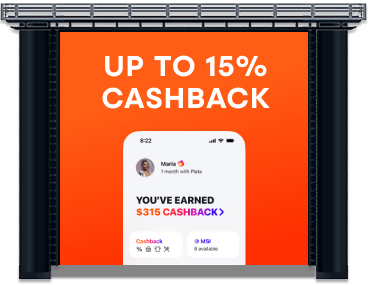 UP TO 15%
CASHBACK
8:22
Maria
1 month with Plata
YOU'VE EARNED
$315 CASHBACK
Cashback
MSI
8 available